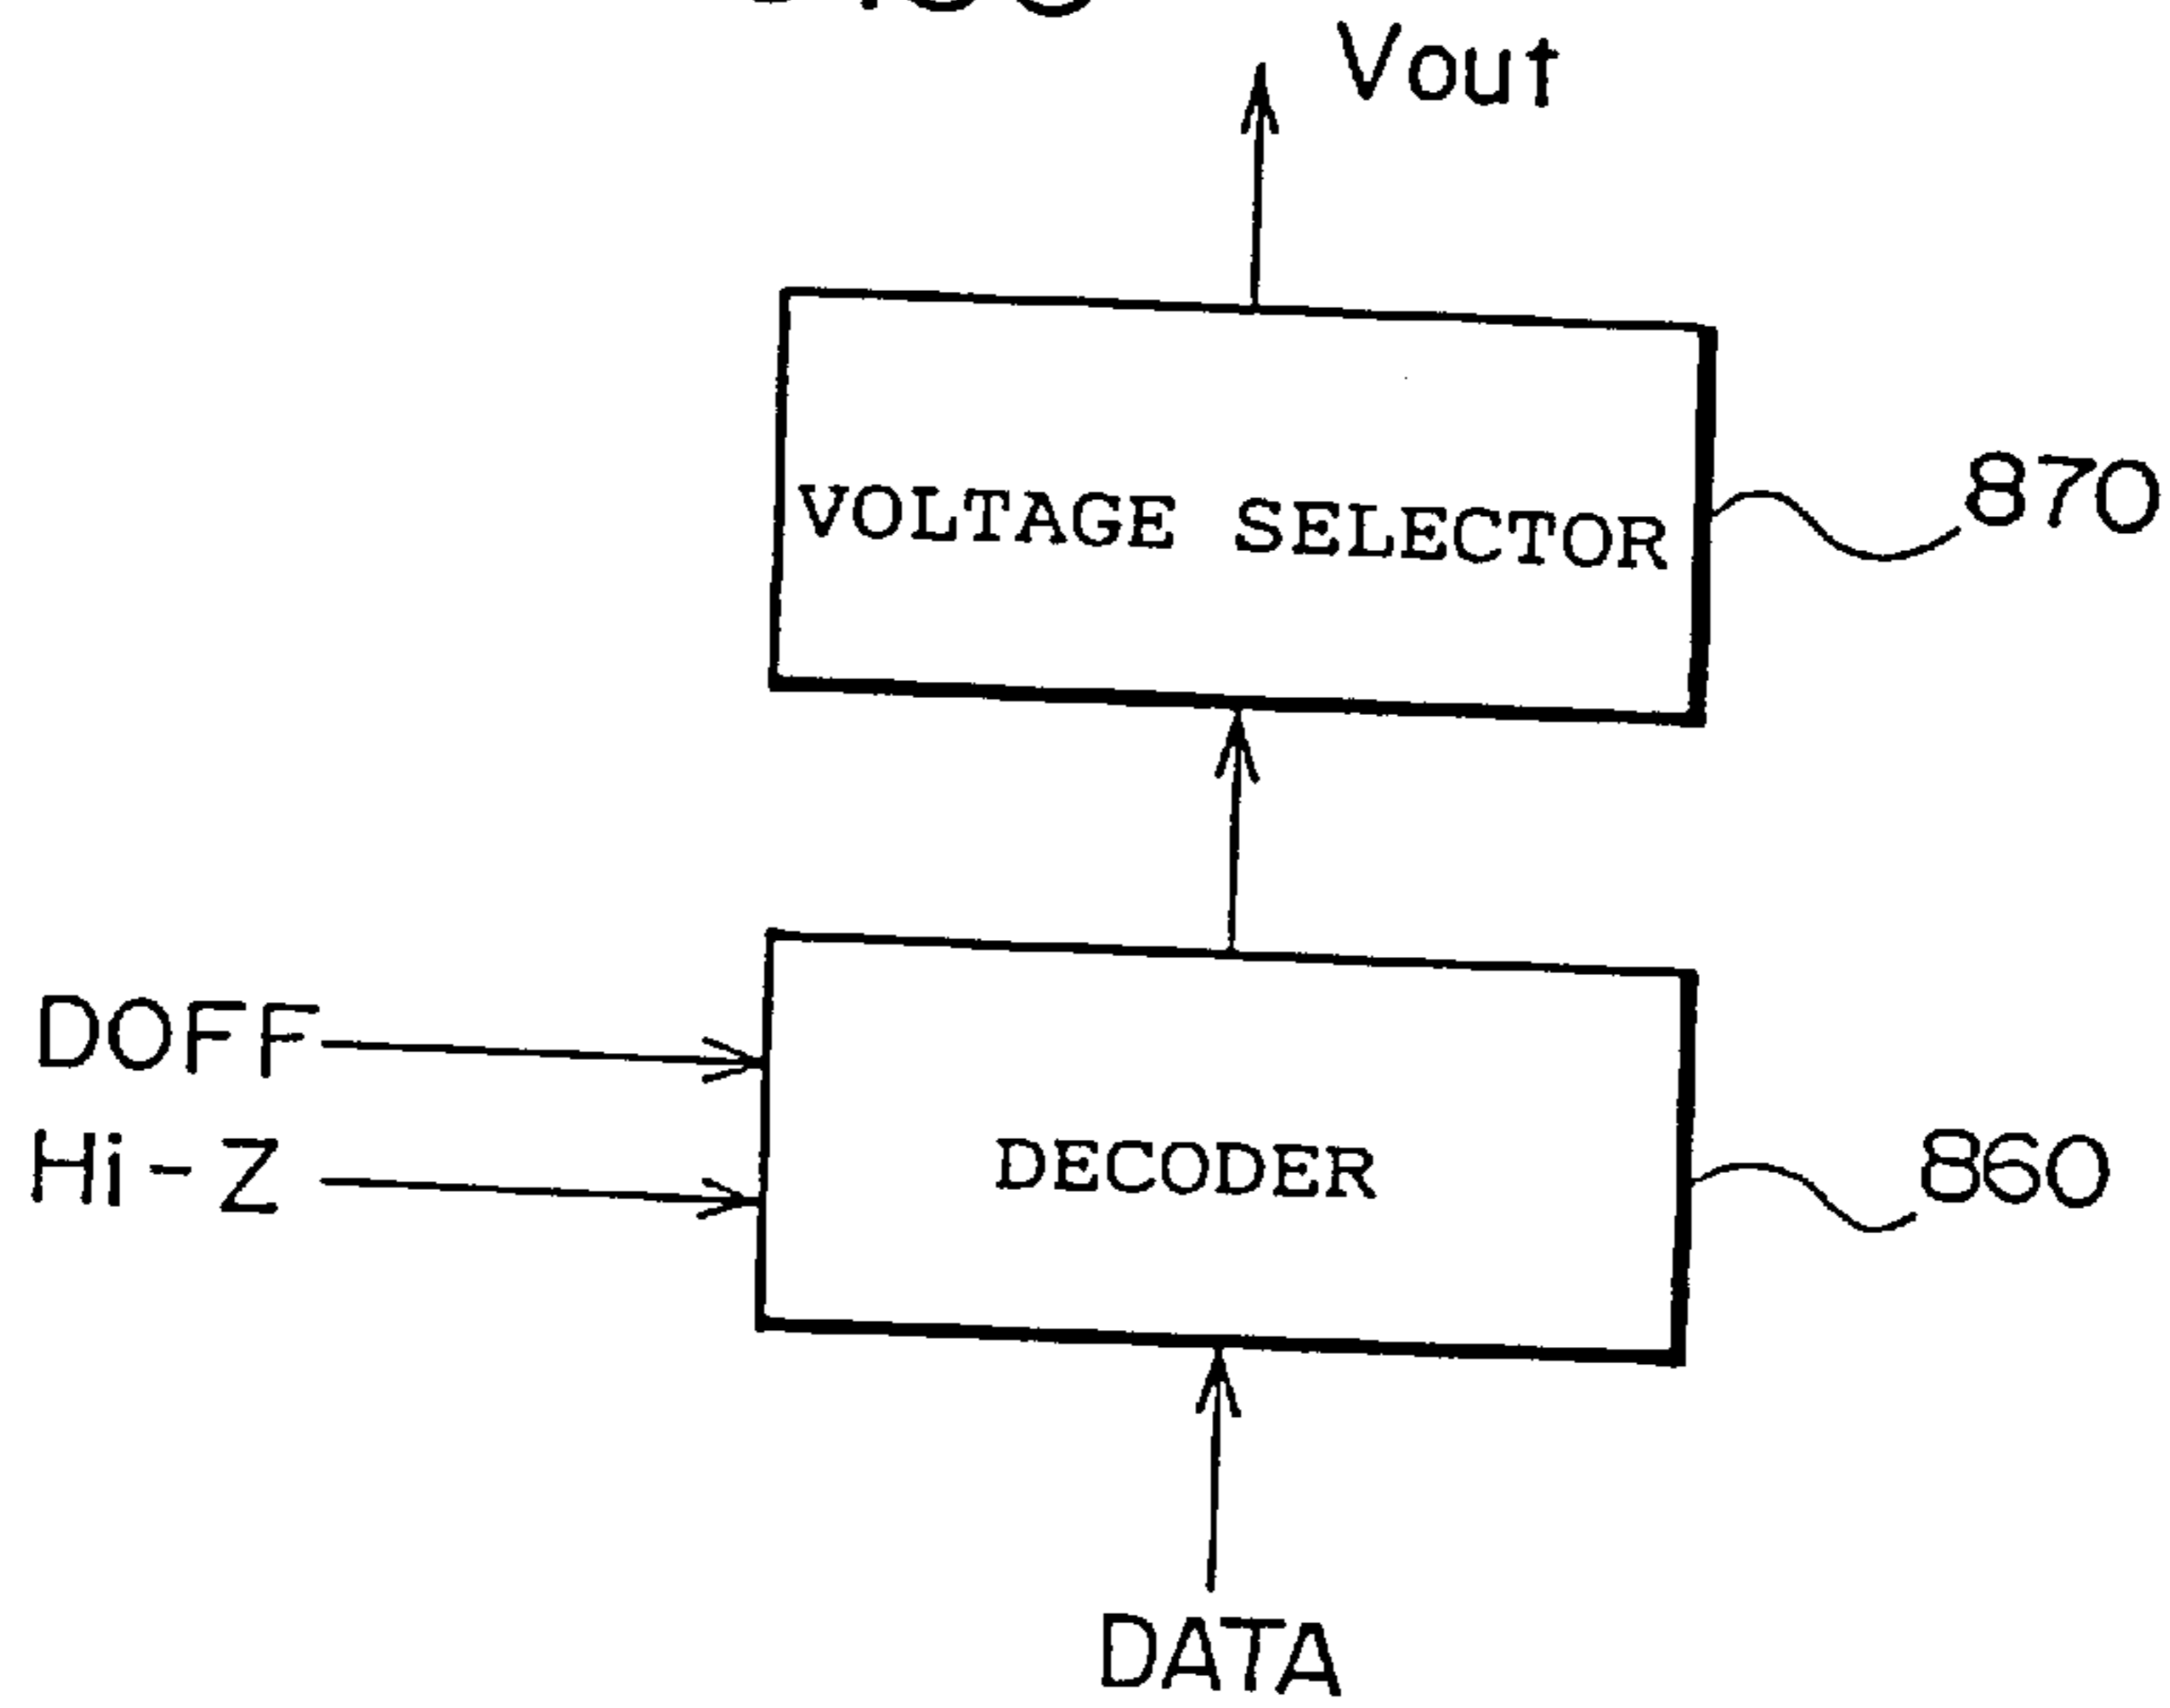 Vout
VOLTAGE SELECTOR
870
DOFF
Hi-Z
DECODER
860
DATA